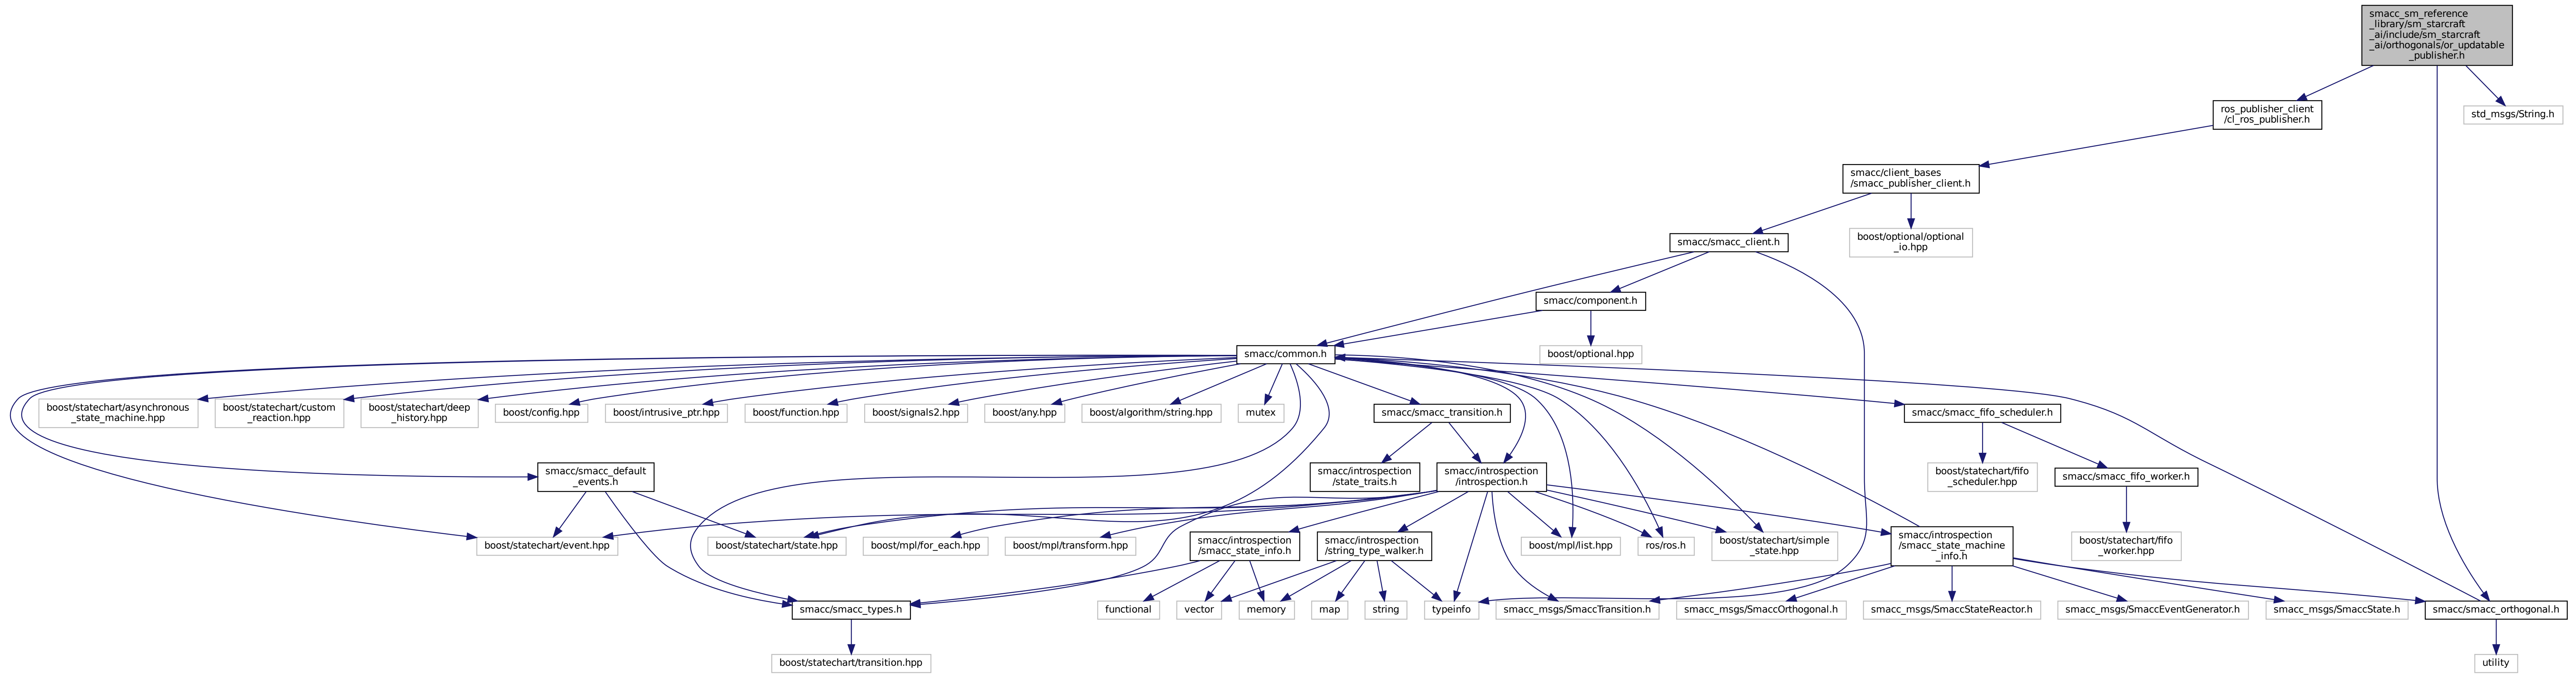 smacc_sm_reference
_library/sm_starcraft
_ai/include/sm_starcraft
_ai/orthogonals/or_updatable
_publisher.h
ros_publisher_client
/cl_ros_publisher.h
std_msgs/String.h
smacc/client_bases
/smacc_publisher_client.h
smacc/smacc_client.h
boost/optional/optional
_io.hpp
smacc/component.h
smacc/common.h
boost/optional.hpp
boost/statechart/asynchronous
_state_machine.hpp
boost/statechart/custom
_reaction.hpp
boost/statechart/deep
_history.hpp
boost/config.hpp
boost/intrusive_ptr.hpp
boost/function.hpp
boost/signals2.hpp
boost/any.hpp
boost/algorithm/string.hpp
mutex
smacc/smacc_transition.h
smacc/smacc_fifo_scheduler.h
smacc/smacc_default
_events.h
smacc/introspection
/state_traits.h
smacc/introspection
/introspection.h
boost/statechart/fifo
_scheduler.hpp
smacc/smacc_fifo_worker.h
boost/statechart/event.hpp
boost/statechart/state.hpp
boost/mpl/for_each.hpp
boost/mpl/transform.hpp
smacc/introspection
/smacc_state_info.h
smacc/introspection
/string_type_walker.h
boost/mpl/list.hpp
ros/ros.h
boost/statechart/simple
_state.hpp
smacc/introspection
/smacc_state_machine
_info.h
boost/statechart/fifo
_worker.hpp
smacc/smacc_types.h
functional
vector
memory
map
string
typeinfo
smacc_msgs/SmaccTransition.h
smacc_msgs/SmaccOrthogonal.h
smacc_msgs/SmaccStateReactor.h
smacc_msgs/SmaccEventGenerator.h
smacc_msgs/SmaccState.h
smacc/smacc_orthogonal.h
boost/statechart/transition.hpp
utility